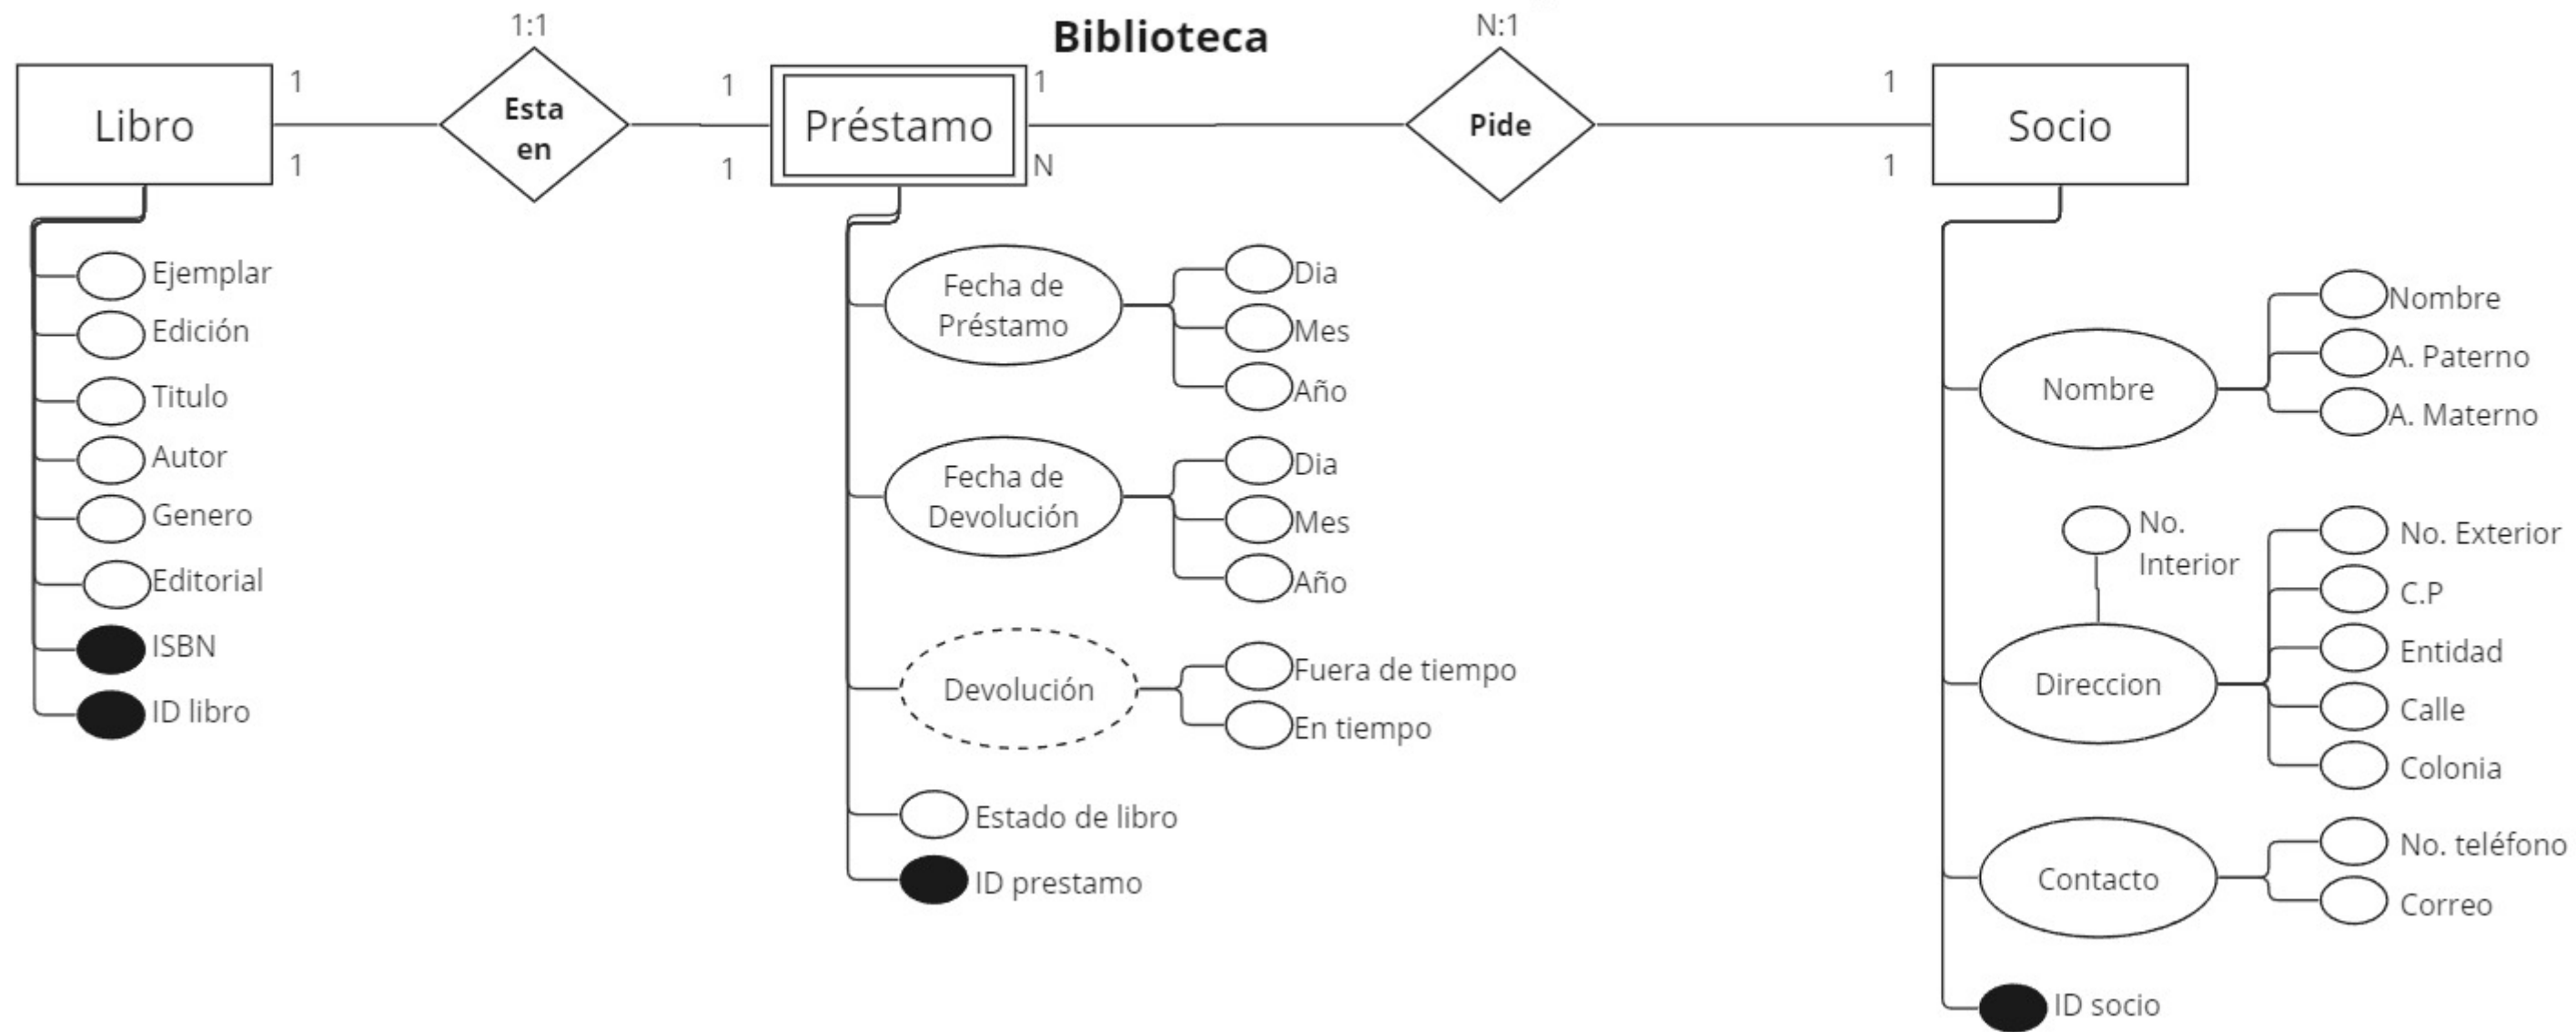 Biblioteca
1:1
N:1
1
1
1
1
Libro
Esta
en
Préstamo
Pide
Socio
1
1
N
1
Ejemplar
Edición
Titulo
Autor
Genero
Editorial
ISBN
ID libro
Fecha de
Préstamo
Dia
Mes
Año
Fecha de
Devolución
Dia
Mes
Año
Devolución
Fuera de tiempo
En tiempo
Estado de libro
ID prestamo
Nombre
Nombre
A. Paterno
A. Materno
No.
Interior
Direccion
No. Exterior
C.P
Entidad
Calle
Colonia
Contacto
No. teléfono
Correo
ID socio